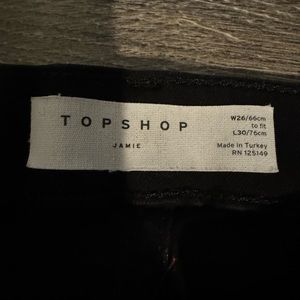 TOPSHOP
JAMIE
W26/66cm
to fit
L30/76cm
Made in Turkey
RN 125149